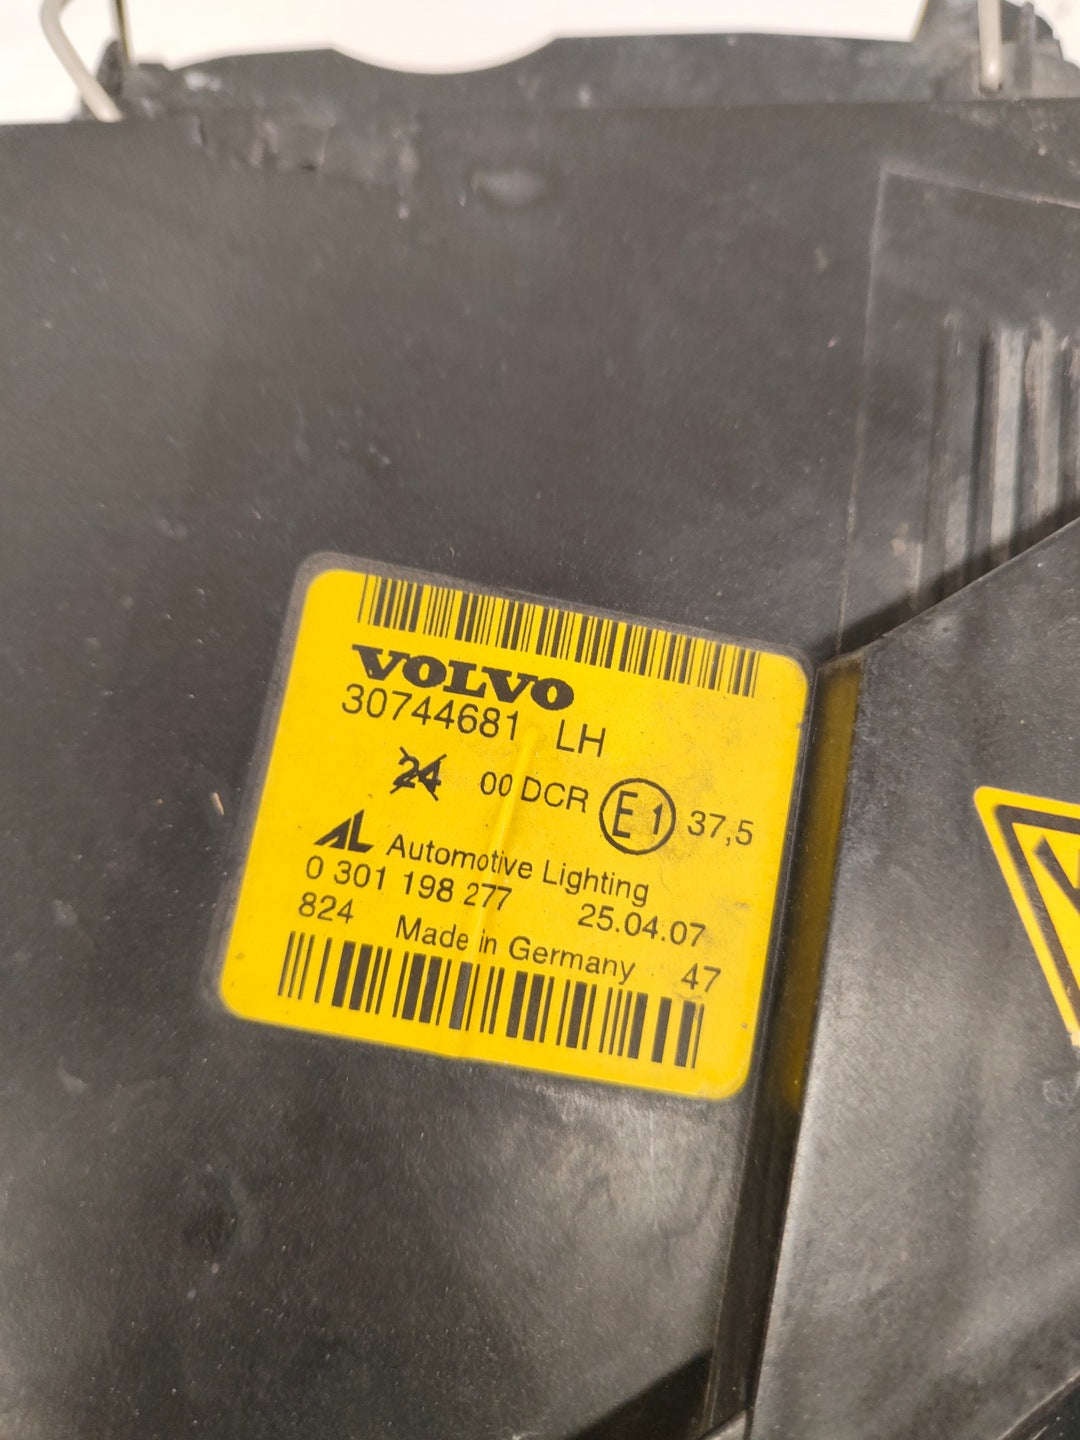 VOLVO
30744681 LH
24 00 DCR E1 37,5
AL Automotive Lighting
0 301 198 277 25.04.07
824 Made in Germany 47